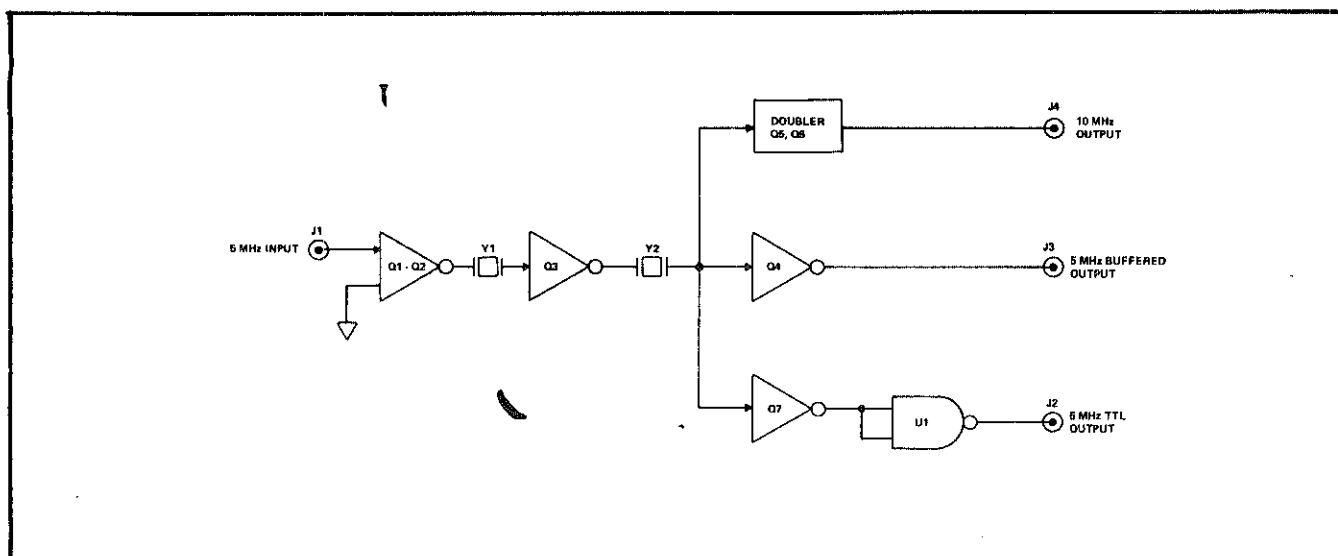 J4
10 MHz
OUTPUT
DOUBLER
Q5, Q6
J1
5 MHz INPUT
Q1 - Q2
Y1
Q3
Y2
Q4
J3
5 MHz BUFFERED
OUTPUT
Q7
U1
J2
5 MHz TTL
OUTPUT